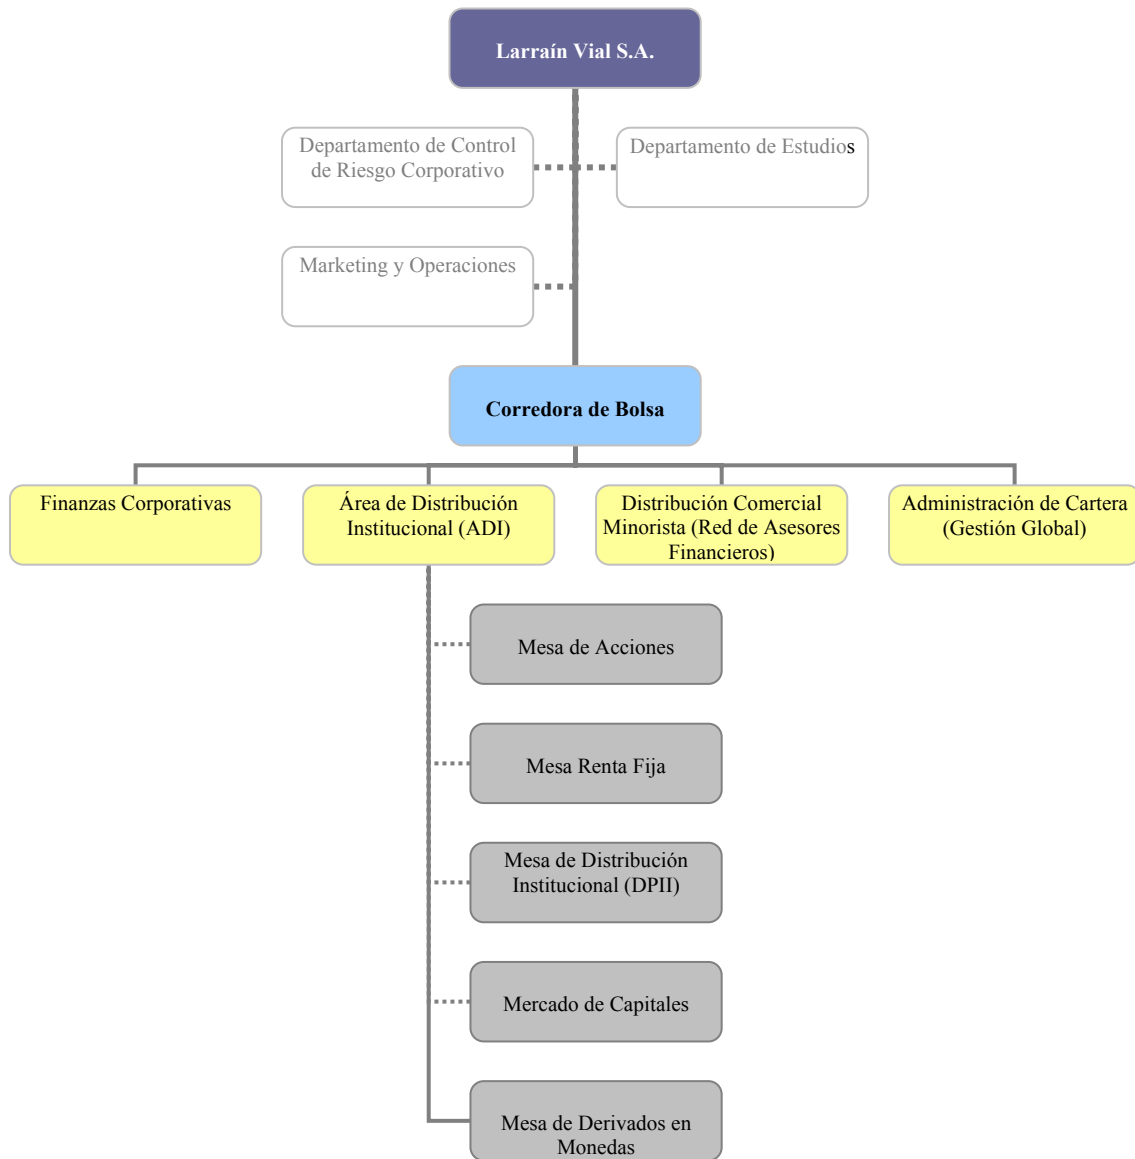 Larraín Vial S.A.
Departamento de Control
de Riesgo Corporativo
Departamento de Estudios
Marketing y Operaciones
Corredora de Bolsa
Finanzas Corporativas
Área de Distribución
Institucional (ADI)
Distribución Comercial
Minorista (Red de Asesores
Financieros)
Administración de Cartera
(Gestión Global)
Mesa de Acciones
Mesa Renta Fija
Mesa de Distribución
Institucional (DPII)
Mercado de Capitales
Mesa de Derivados en
Monedas